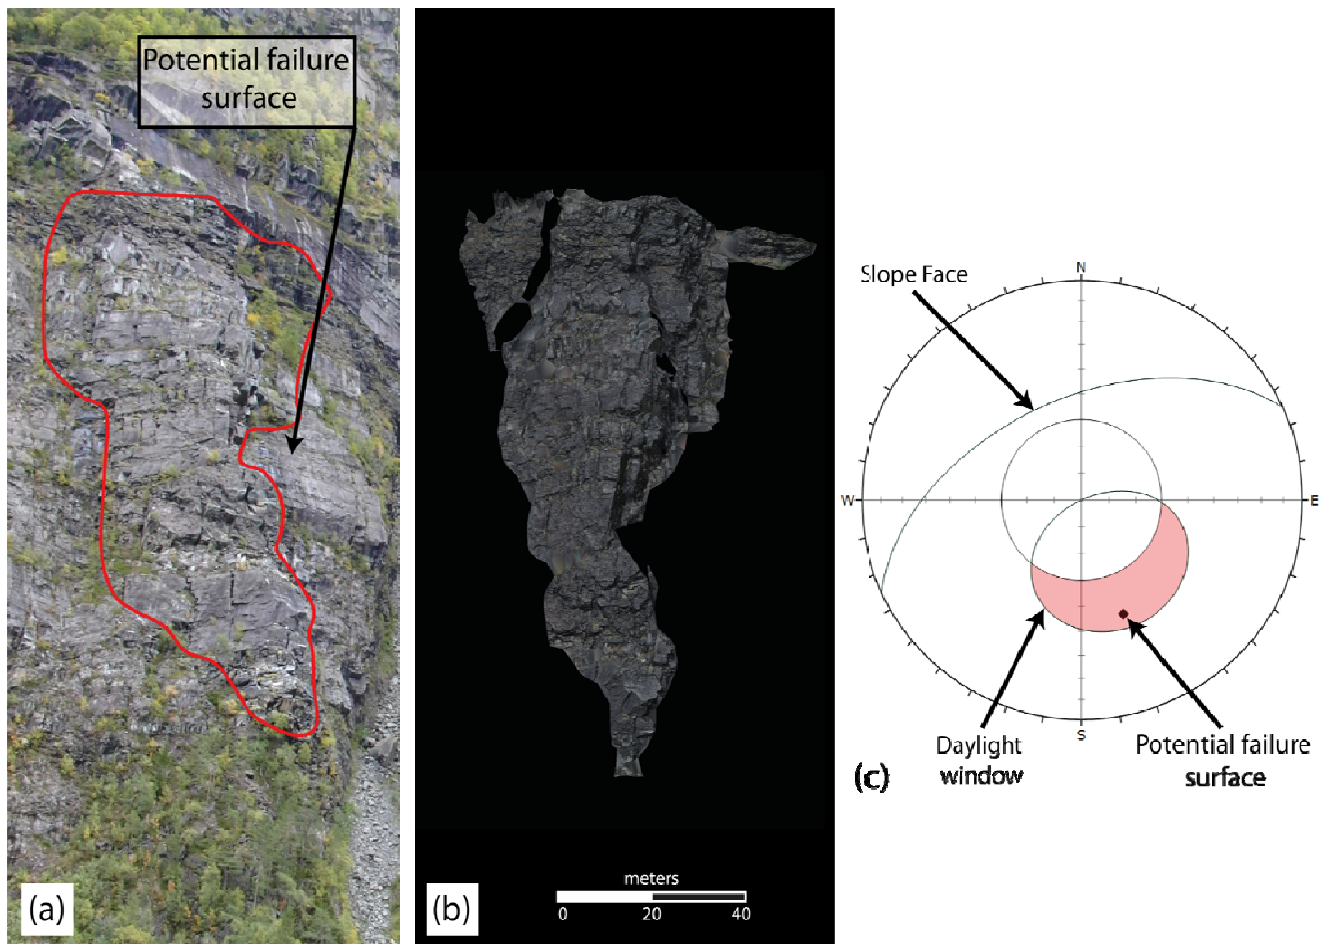 Potential failure
surface
(a)
(b)
meters
0 20 40
Slope Face
N
W
E
S
Daylight
window
Potential failure
surface
(c)